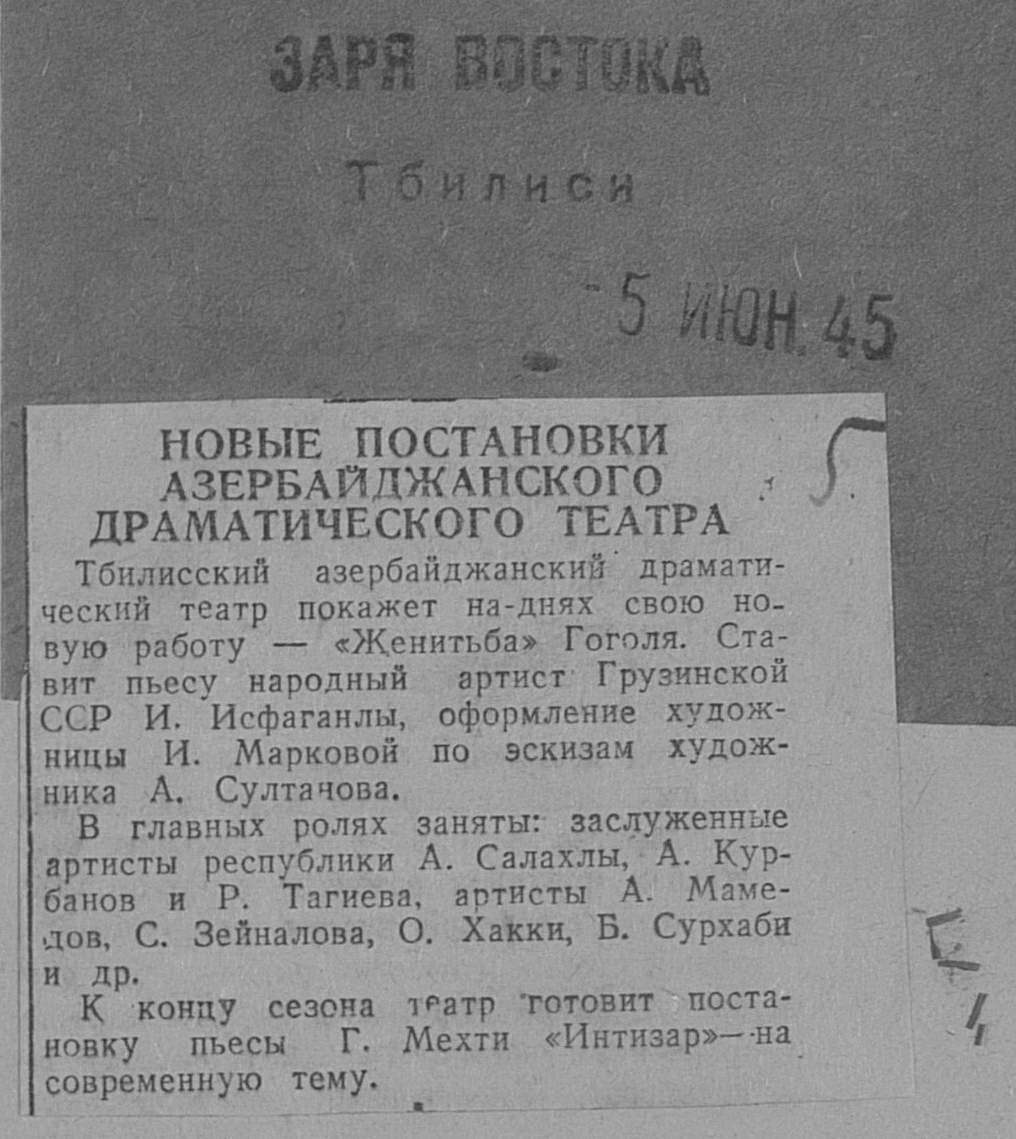 ЗАРЯ ВОСТОКА
Тбилиси
- 5 ИЮН. 45
НОВЫЕ ПОСТАНОВКИ
АЗЕРБАЙДЖАНСКОГО
ДРАМАТИЧЕСКОГО ТЕАТРА
Тбилисский азербайджанский драмати-
ческий театр покажет на-днях свою но-
вую работу — «Женитьба» Гоголя. Ста-
вит пьесу народный артист Грузинской
ССР И. Исфаганлы, оформление худож-
ницы И. Марковой по эскизам худож-
ника А. Султанова.
В главных ролях заняты: заслуженные
артисты республики А. Салахлы, А. Кур-
банов и Р. Тагиева, артисты А. Маме-
дов, С. Зейналова, О. Хакки, Б. Сурхаби
и др.
К концу сезона театр готовит поста-
новку пьесы Г. Мехти «Интизар»—на
современную тему.